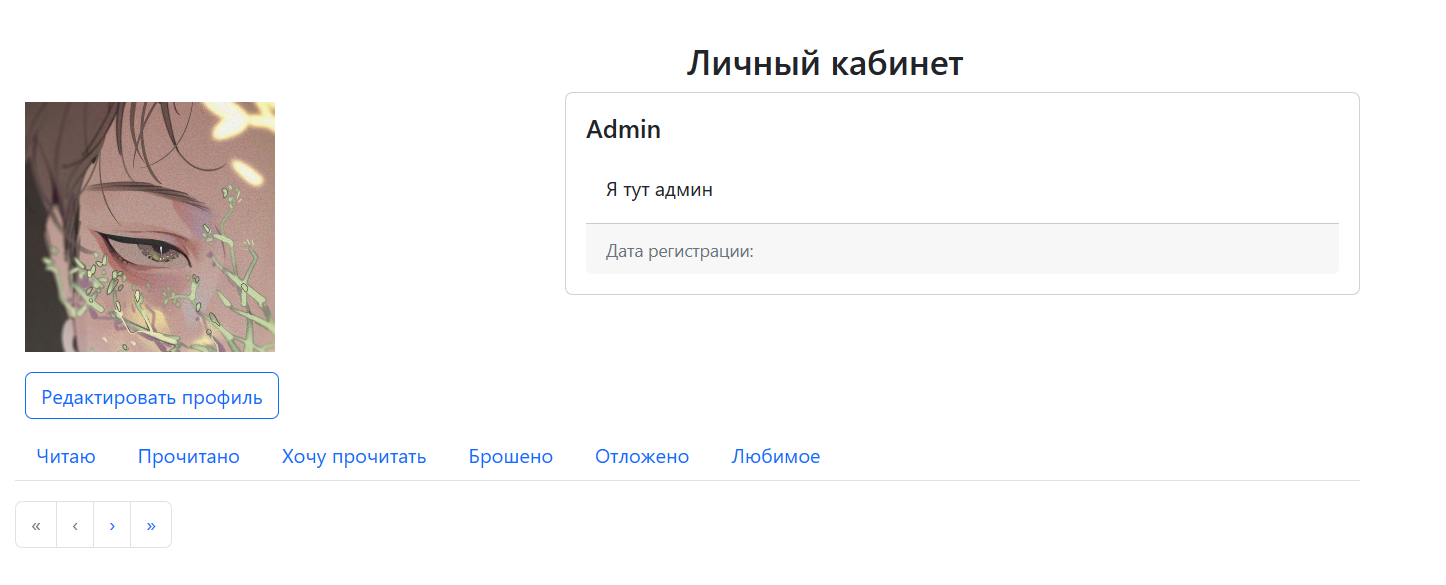 Личный кабинет
Admin
Я тут админ
Дата регистрации:
Редактировать профиль
Читаю Прочитано Хочу прочитать Брошено Отложено Любимое
« ‹ › »